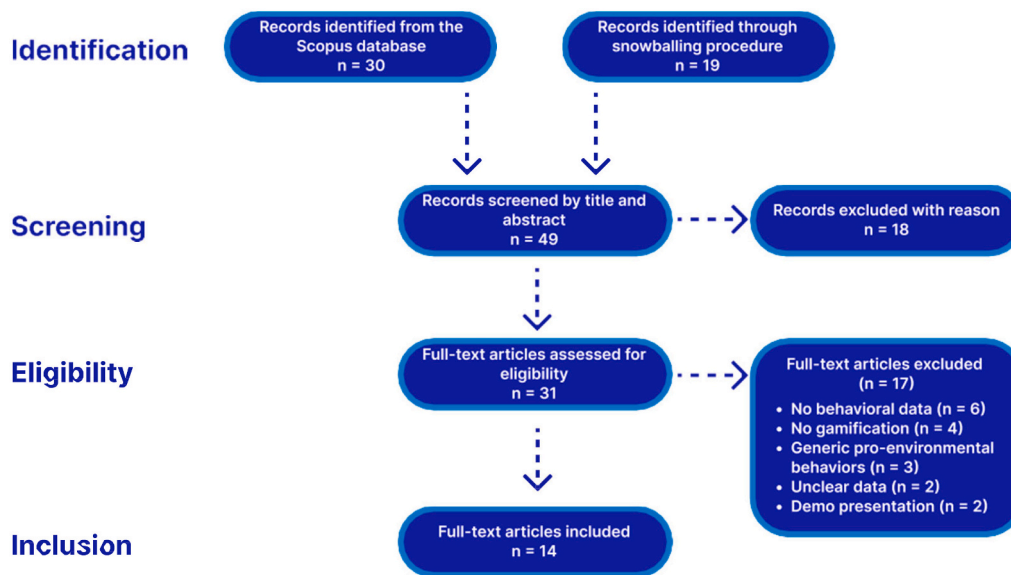 Identification
Records identified from the
Scopus database
n = 30
Records identified through
snowballing procedure
n = 19
Screening
Records screened by title and
abstract
n = 49
Records excluded with reason
n = 18
Eligibility
Full-text articles assessed for
eligibility
n = 31
Full-text articles excluded
(n = 17)
• No behavioral data (n = 6)
• No gamification (n = 4)
• Generic pro-environmental
behaviors (n = 3)
• Unclear data (n = 2)
• Demo presentation (n = 2)
Inclusion
Full-text articles included
n = 14